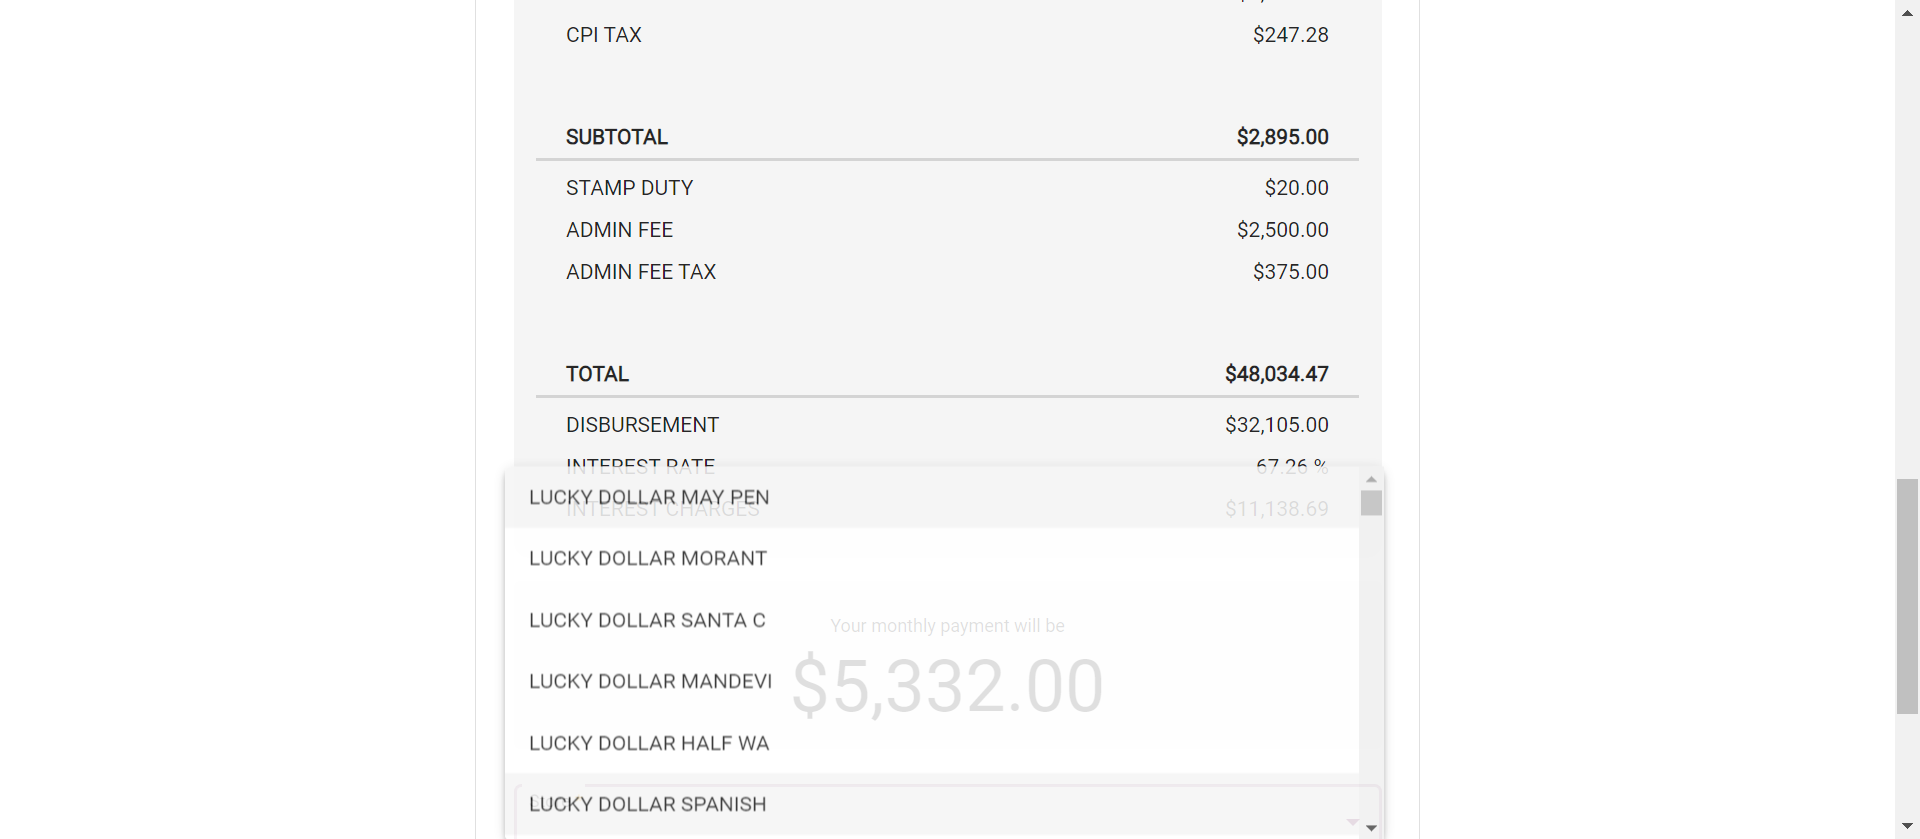 CPI TAX $247.28
SUBTOTAL $2,895.00
STAMP DUTY $20.00
ADMIN FEE $2,500.00
ADMIN FEE TAX $375.00
TOTAL $48,034.47
DISBURSEMENT $32,105.00
INTEREST RATE 67.26 %
LUCKY DOLLAR MAY PEN
INTEREST CHARGES $11,138.69
LUCKY DOLLAR MORANT
LUCKY DOLLAR SANTA C
Your monthly payment will be
LUCKY DOLLAR MANDEVI
$5,332.00
LUCKY DOLLAR HALF WA
LUCKY DOLLAR SPANISH